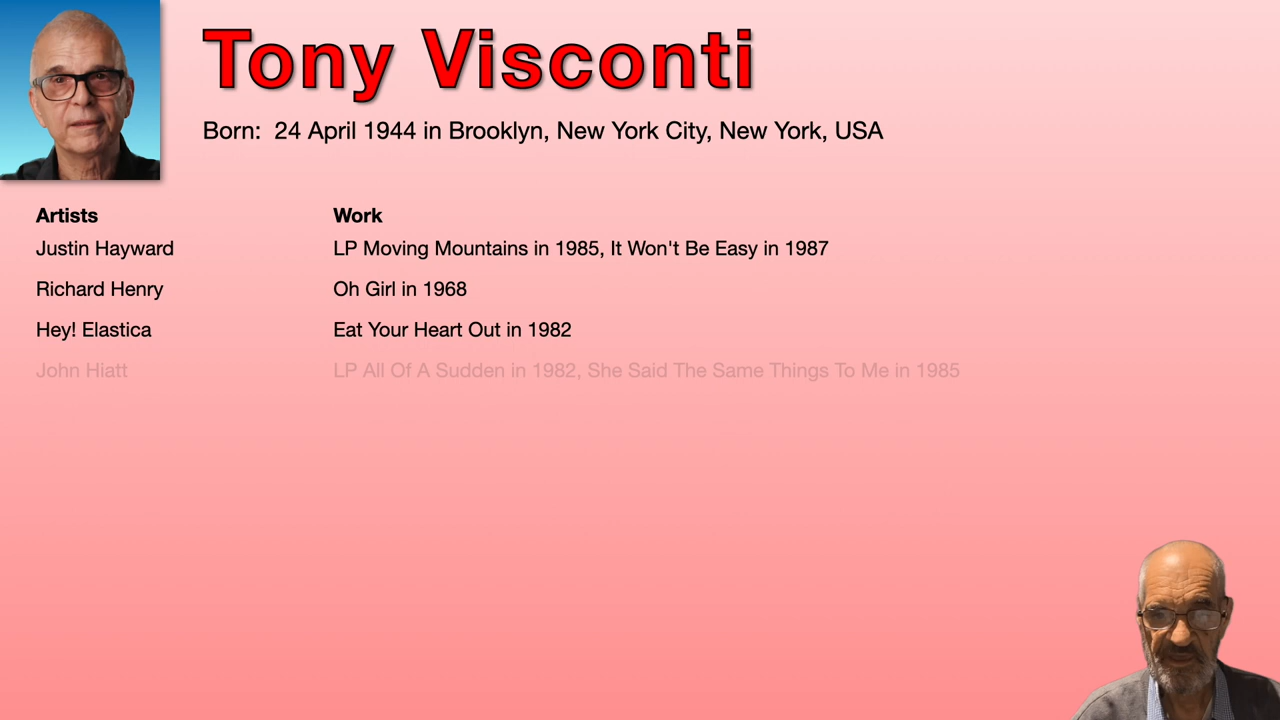 Tony Visconti
Born: 24 April 1944 in Brooklyn, New York City, New York, USA
Artists Work
Justin Hayward LP Moving Mountains in 1985, It Won't Be Easy in 1987
Richard Henry Oh Girl in 1968
Hey! Elastica Eat Your Heart Out in 1982
John Hiatt LP All Of A Sudden in 1982, She Said The Same Things To Me in 1985